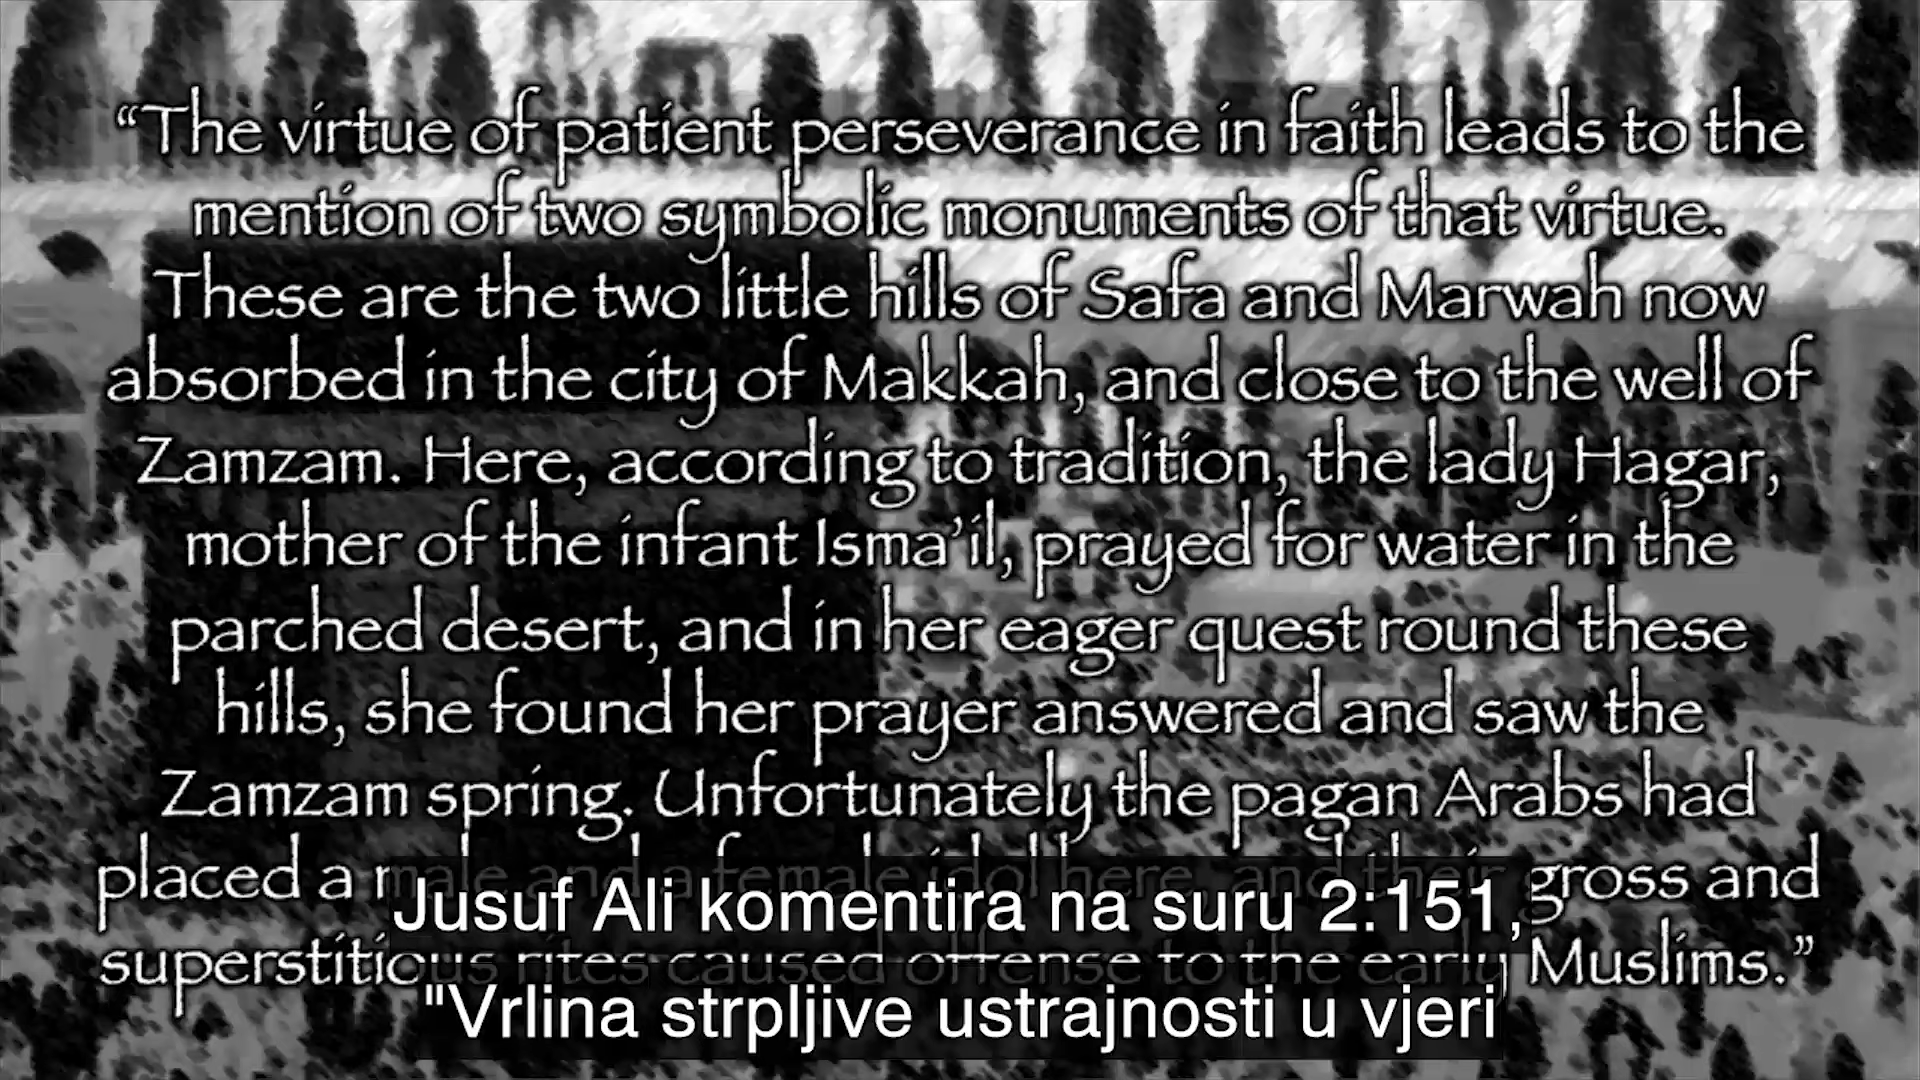 “The virtue of patient perseverance in faith leads to the
mention of two symbolic monuments of that virtue.
These are the two little hills of Safa and Marwah now
absorbed in the city of Makkah, and close to the well of
Zamzam. Here, according to tradition, the lady Hagar,
mother of the infant Isma’il, prayed for water in the
parched desert, and in her eager quest round these
hills, she found her prayer answered and saw the
Zamzam spring. Unfortunately the pagan Arabs had
placed a male and a female idol here, and their gross and
superstitious rites caused offense to the early Muslims.”
Jusuf Ali komentira na suru 2:151,
"Vrlina strpljive ustrajnosti u vjeri